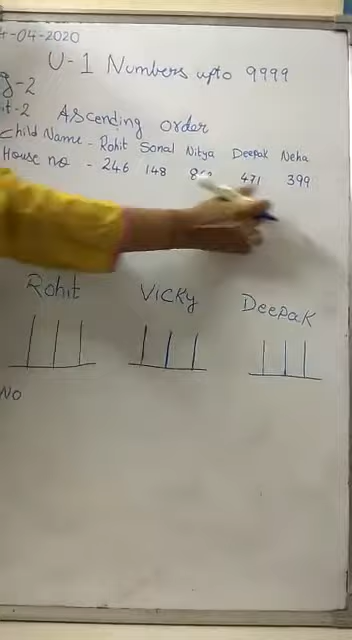 4-04-2020
U-1 Numbers upto 9999
g-2
it-2 Ascending order
Child Name - Rohit Sonal Nitya Deepak Neha
House no - 246 148 471 399
Rohit Vicky Deepak
NO